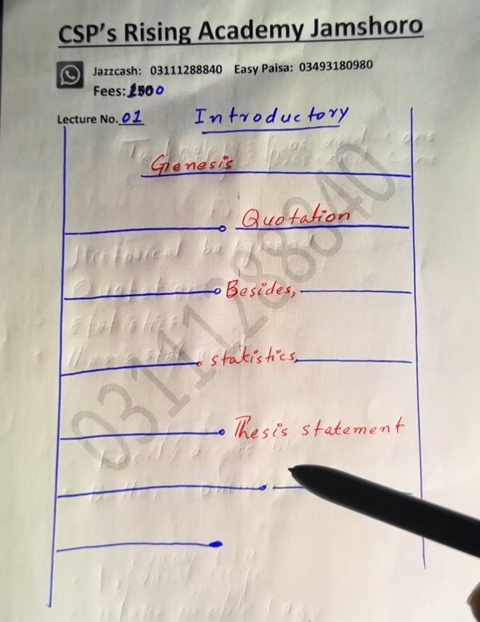 CSP's Rising Academy Jamshoro
Jazzcash: 03111288840 Easy Paisa: 03493180980
Fees: 1500
Lecture No. 01 Introductory
Genesis
Quotation
Besides,
statistics,
Thesis statement
03111288840